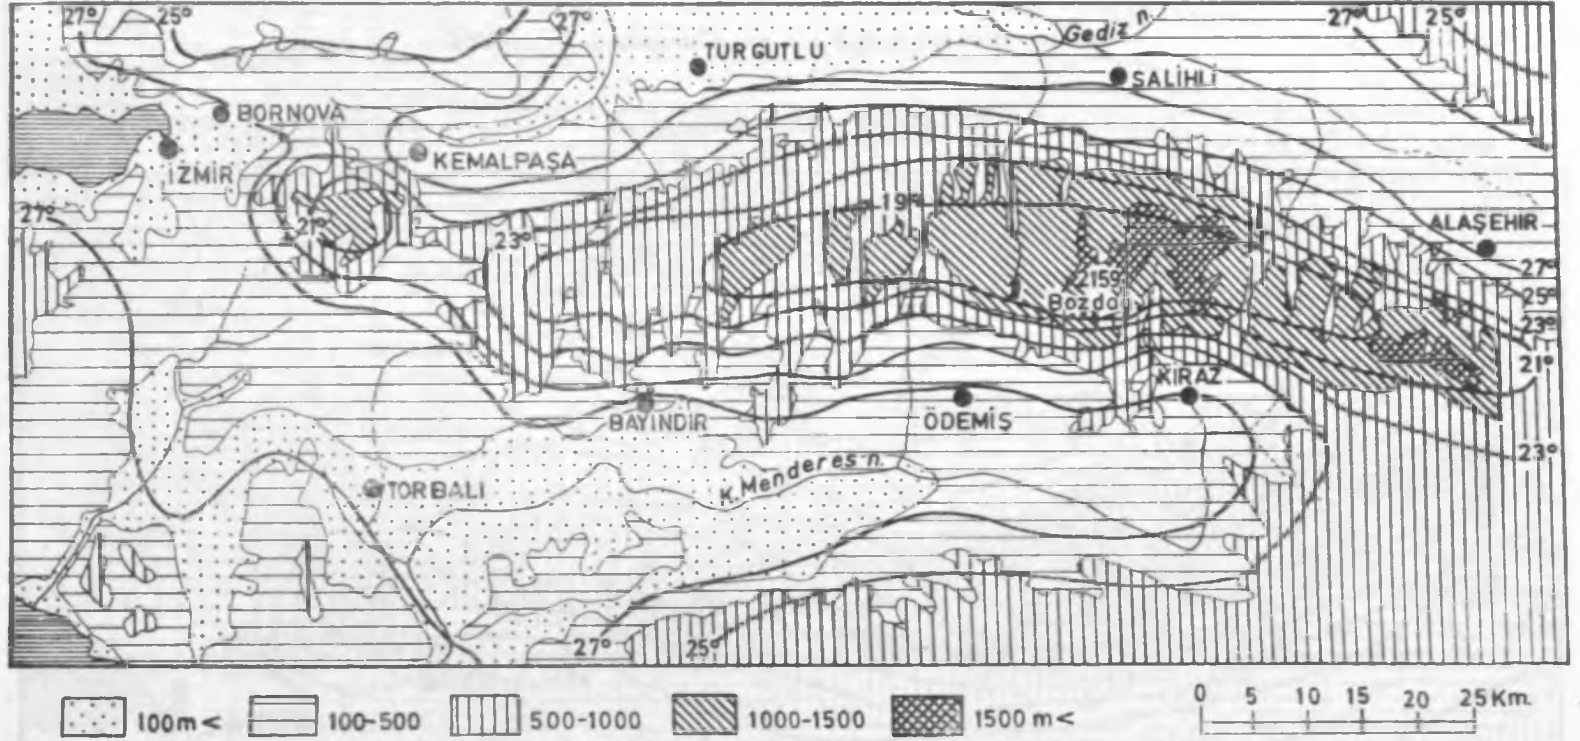 27° 25° 27° 27° 25°
Gediz n.
TURGUTLU
SALİHLİ
BORNOVA
İZMİR
KEMALPAŞA
27°
19°
23°
ALAŞEHİR
27°
2159
Bozdağ
25°
23°
21°
KİRAZ
BAYINDIR
ÖDEMİŞ
23°
K. Menderes n.
TORBALI
27° 25°
100m< 100-500 500-1000 1000-1500 1500 m<
0 5 10 15 20 25 Km.